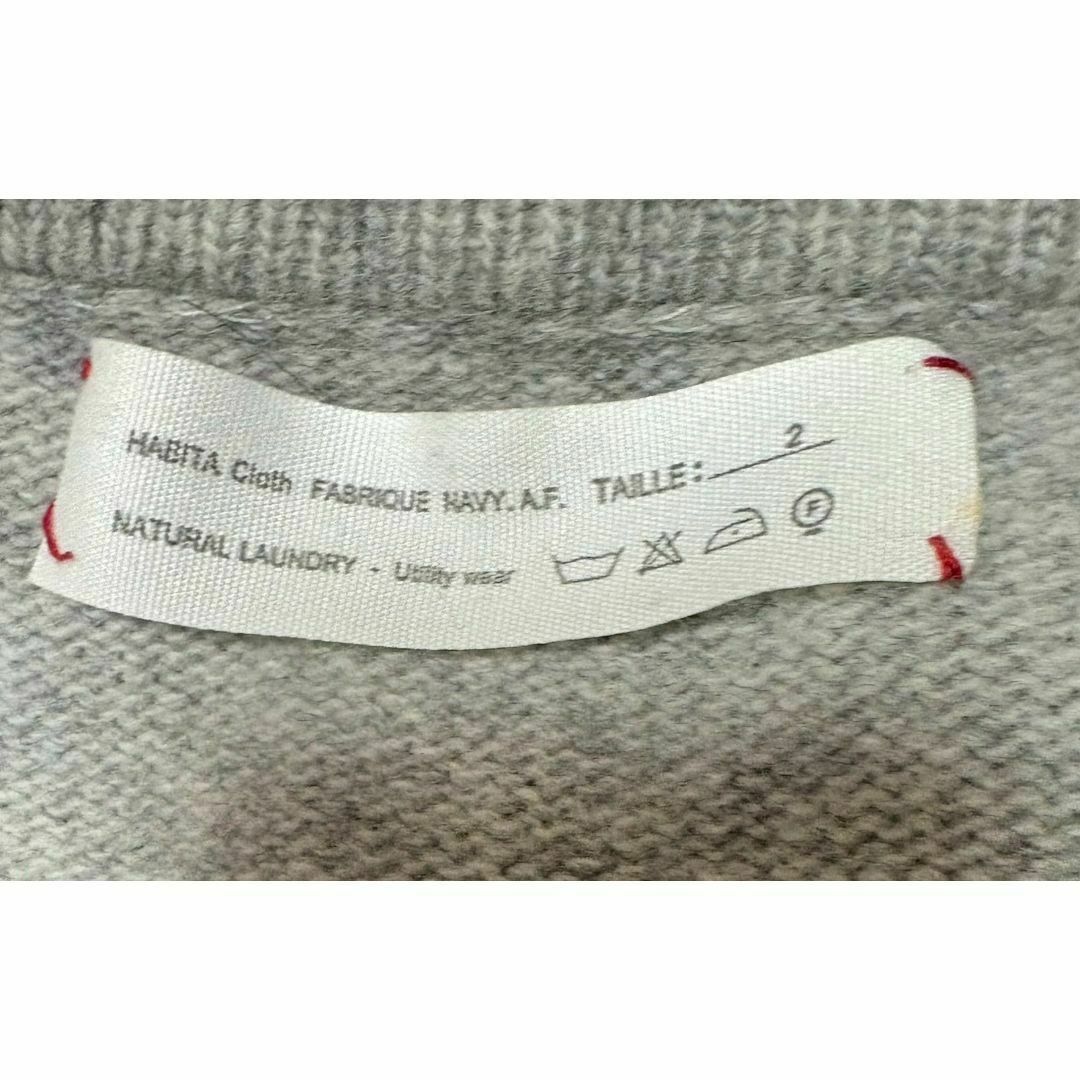 HABITA Cloth FABRIQUE NAVY.A.F. TAILLE: 2
NATURAL LAUNDRY - Utility wear F